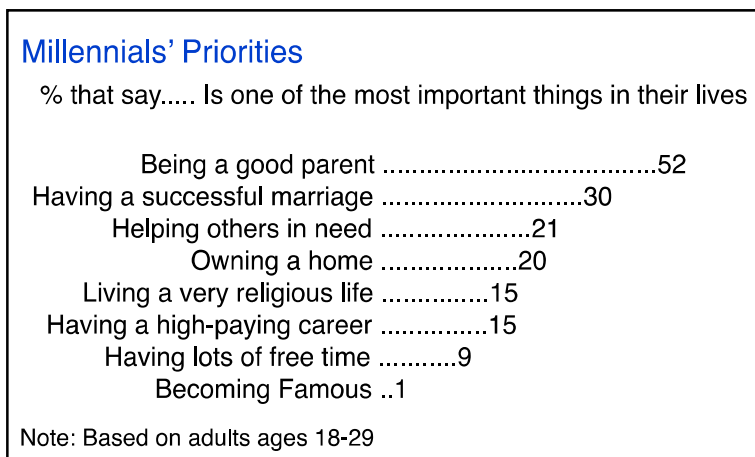 Millennials' Priorities
% that say..... Is one of the most important things in their lives
Being a good parent .....................................52
Having a successful marriage ...........................30
Helping others in need ....................21
Owning a home ...................20
Living a very religious life ...............15
Having a high-paying career ...............15
Having lots of free time ...........9
Becoming Famous ..1
Note: Based on adults ages 18-29